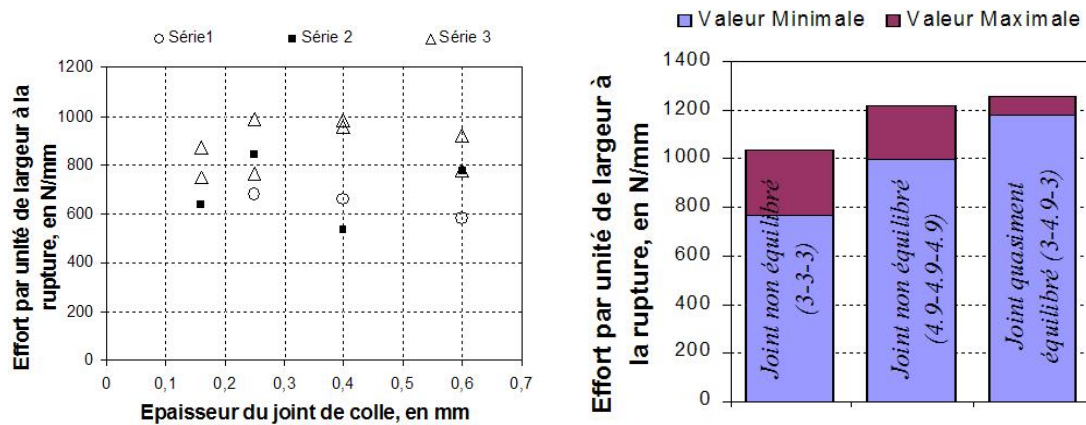 Série1 Série 2 Série 3
Effort par unité de largeur à la
rupture, en N/mm
1200
1000
800
600
400
200
0
0 0,1 0,2 0,3 0,4 0,5 0,6 0,7
Epaisseur du joint de colle, en mm
Valeur Minimale Valeur Maximale
Effort par unité de largeur à
la rupture, en N/mm
1400
1200
1000
800
600
400
200
0
Joint non équilibré
(3-3-3)
Joint non équilibré
(4.9-4.9-4.9)
Joint quasiment
équilibré (3-4.9-3)